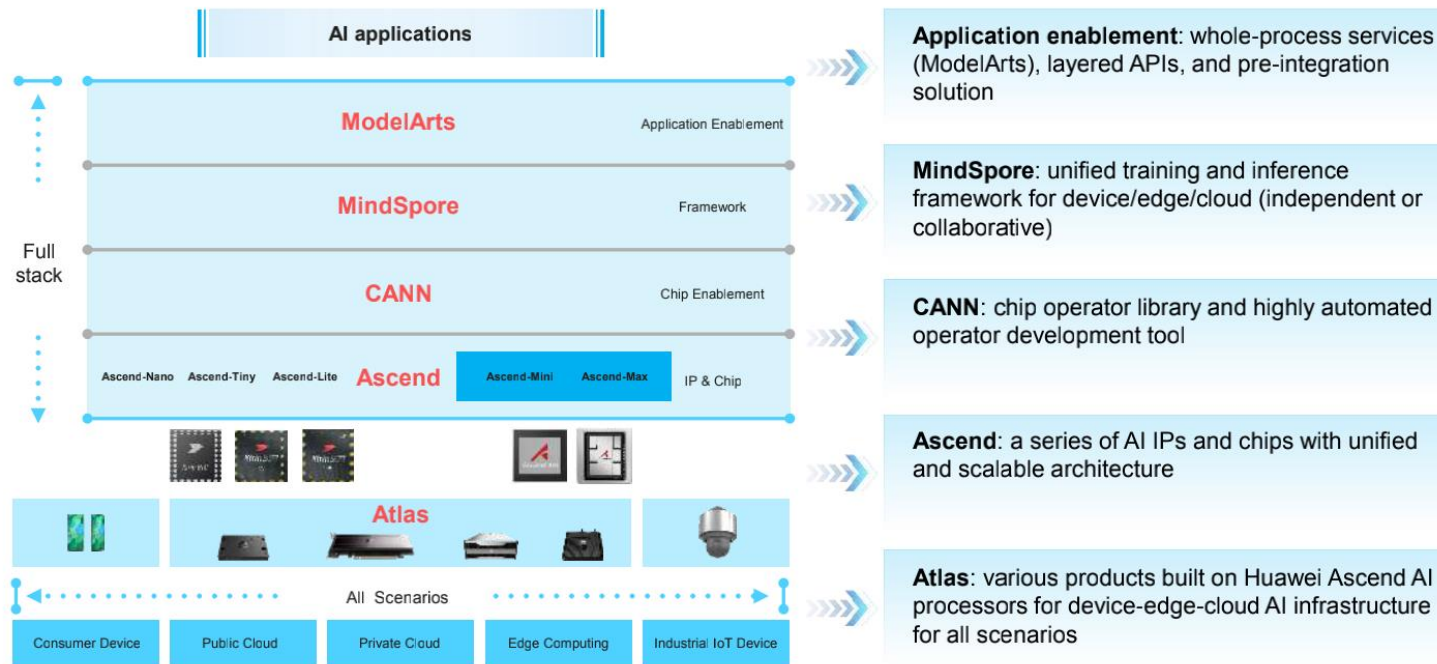 AI applications
ModelArts
Application Enablement
MindSpore
Framework
Full
stack
CANN
Chip Enablement
Ascend-Nano Ascend-Tiny Ascend-Lite Ascend Ascend-Mini Ascend-Max IP & Chip
Atlas
All Scenarios
Consumer Device
Public Cloud
Private Cloud
Edge Computing
Industrial IoT Device
Application enablement: whole-process services
(ModelArts), layered APIs, and pre-integration
solution
MindSpore: unified training and inference
framework for device/edge/cloud (independent or
collaborative)
CANN: chip operator library and highly automated
operator development tool
Ascend: a series of AI IPs and chips with unified
and scalable architecture
Atlas: various products built on Huawei Ascend AI
processors for device-edge-cloud AI infrastructure
for all scenarios